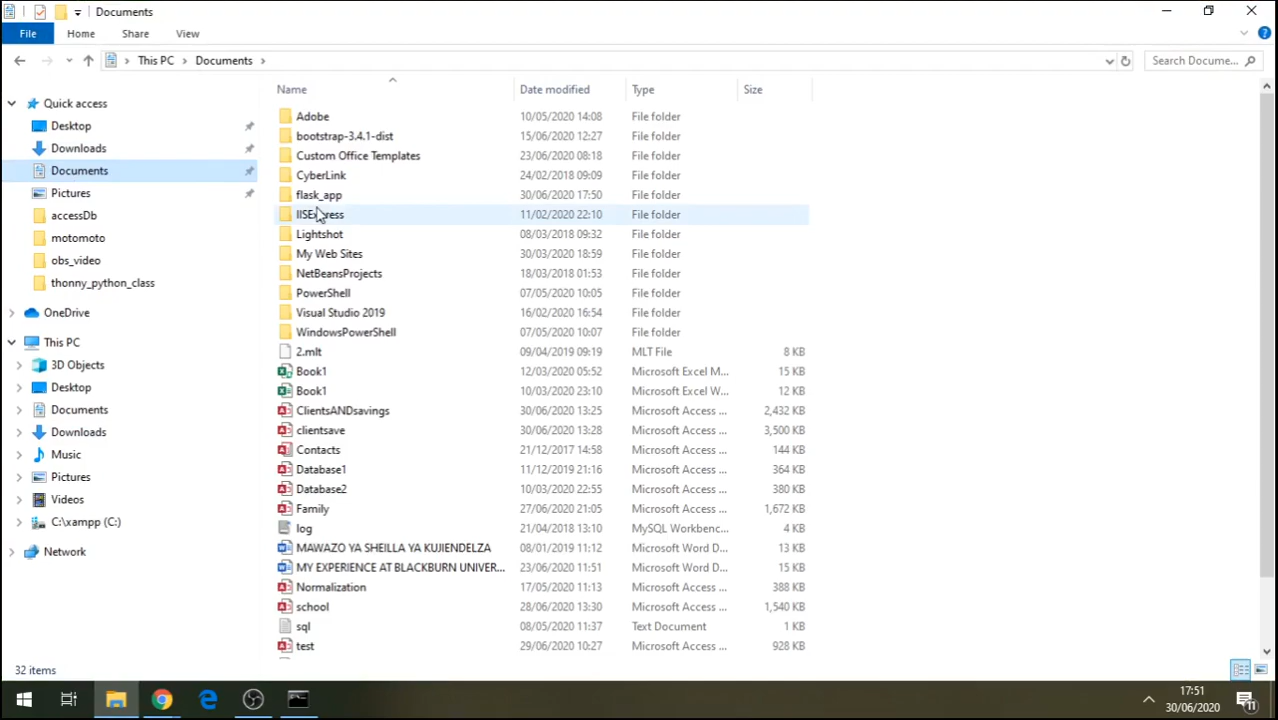 Documents
File Home Share View
This PC Documents Search Docume...
Name Date modified Type Size
Quick access
Desktop
Downloads
Documents
Pictures
accessDb
motomoto
obs_video
thonny_python_class
OneDrive
This PC
3D Objects
Desktop
Documents
Downloads
Music
Pictures
Videos
C:\xampp (C:)
Network
Adobe 10/05/2020 14:08 File folder
bootstrap-3.4.1-dist 15/06/2020 12:27 File folder
Custom Office Templates 23/06/2020 08:18 File folder
CyberLink 24/02/2018 09:09 File folder
flask_app 30/06/2020 17:50 File folder
IISExpress 11/02/2020 22:10 File folder
Lightshot 08/03/2018 09:32 File folder
My Web Sites 30/03/2020 18:59 File folder
NetBeansProjects 18/03/2018 01:53 File folder
PowerShell 07/05/2020 10:05 File folder
Visual Studio 2019 16/02/2020 16:54 File folder
WindowsPowerShell 07/05/2020 10:07 File folder
2.mlt 09/04/2019 09:19 MLT File 8 KB
Book1 12/03/2020 05:52 Microsoft Excel M... 15 KB
Book1 10/03/2020 23:10 Microsoft Excel W... 12 KB
ClientsANDsavings 30/06/2020 13:25 Microsoft Access ... 2,432 KB
clientsave 30/06/2020 13:28 Microsoft Access ... 3,500 KB
Contacts 21/12/2017 14:58 Microsoft Access ... 144 KB
Database1 11/12/2019 21:16 Microsoft Access ... 364 KB
Database2 10/03/2020 22:55 Microsoft Access ... 380 KB
Family 27/06/2020 21:05 Microsoft Access ... 1,672 KB
log 21/04/2018 13:10 MySQL Workbenc... 4 KB
MAWAZO YA SHEILLA YA KUJIENDELZA 08/01/2019 11:12 Microsoft Word D... 13 KB
MY EXPERIENCE AT BLACKBURN UNIVER... 23/06/2020 11:51 Microsoft Word D... 15 KB
Normalization 17/05/2020 11:13 Microsoft Access ... 388 KB
school 28/06/2020 13:30 Microsoft Access ... 1,540 KB
sql 08/05/2020 11:37 Text Document 1 KB
test 29/06/2020 10:27 Microsoft Access ... 928 KB
32 items
17:51
30/06/2020
11